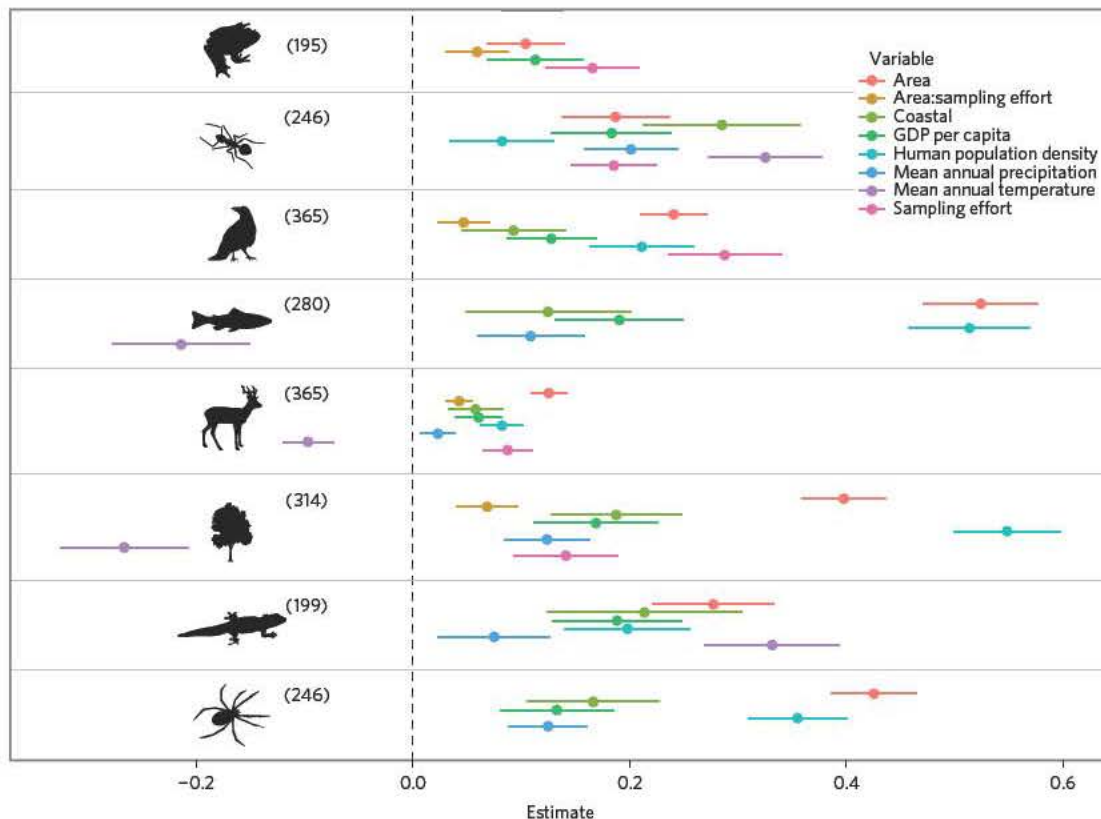 (195)
(246)
(365)
(280)
(365)
(314)
(199)
(246)
Variable
Area
Area:sampling effort
Coastal
GDP per capita
Human population density
Mean annual precipitation
Mean annual temperature
Sampling effort
−0.2 0.0 0.2 0.4 0.6
Estimate